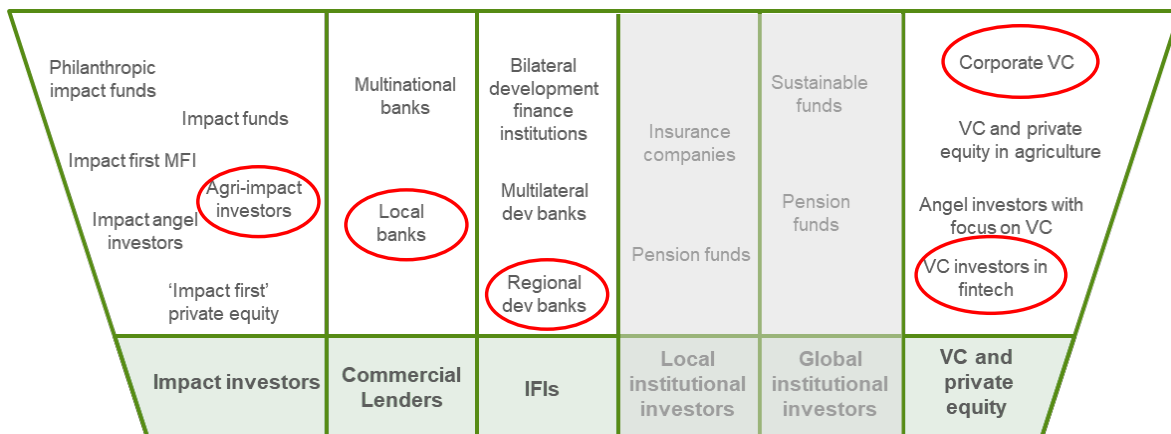 Philanthropic
impact funds
Impact funds
Impact first MFI
Agri-impact
investors
Impact angel
investors
‘Impact first’
private equity
Impact investors
Multinational
banks
Local
banks
Commercial
Lenders
Bilateral
development
finance
institutions
Multilateral
dev banks
Regional
dev banks
IFIs
Insurance
companies
Pension funds
Local
institutional
investors
Sustainable
funds
Pension
funds
Global
institutional
investors
Corporate VC
VC and private
equity in agriculture
Angel investors with
focus on VC
VC investors in
fintech
VC and
private
equity